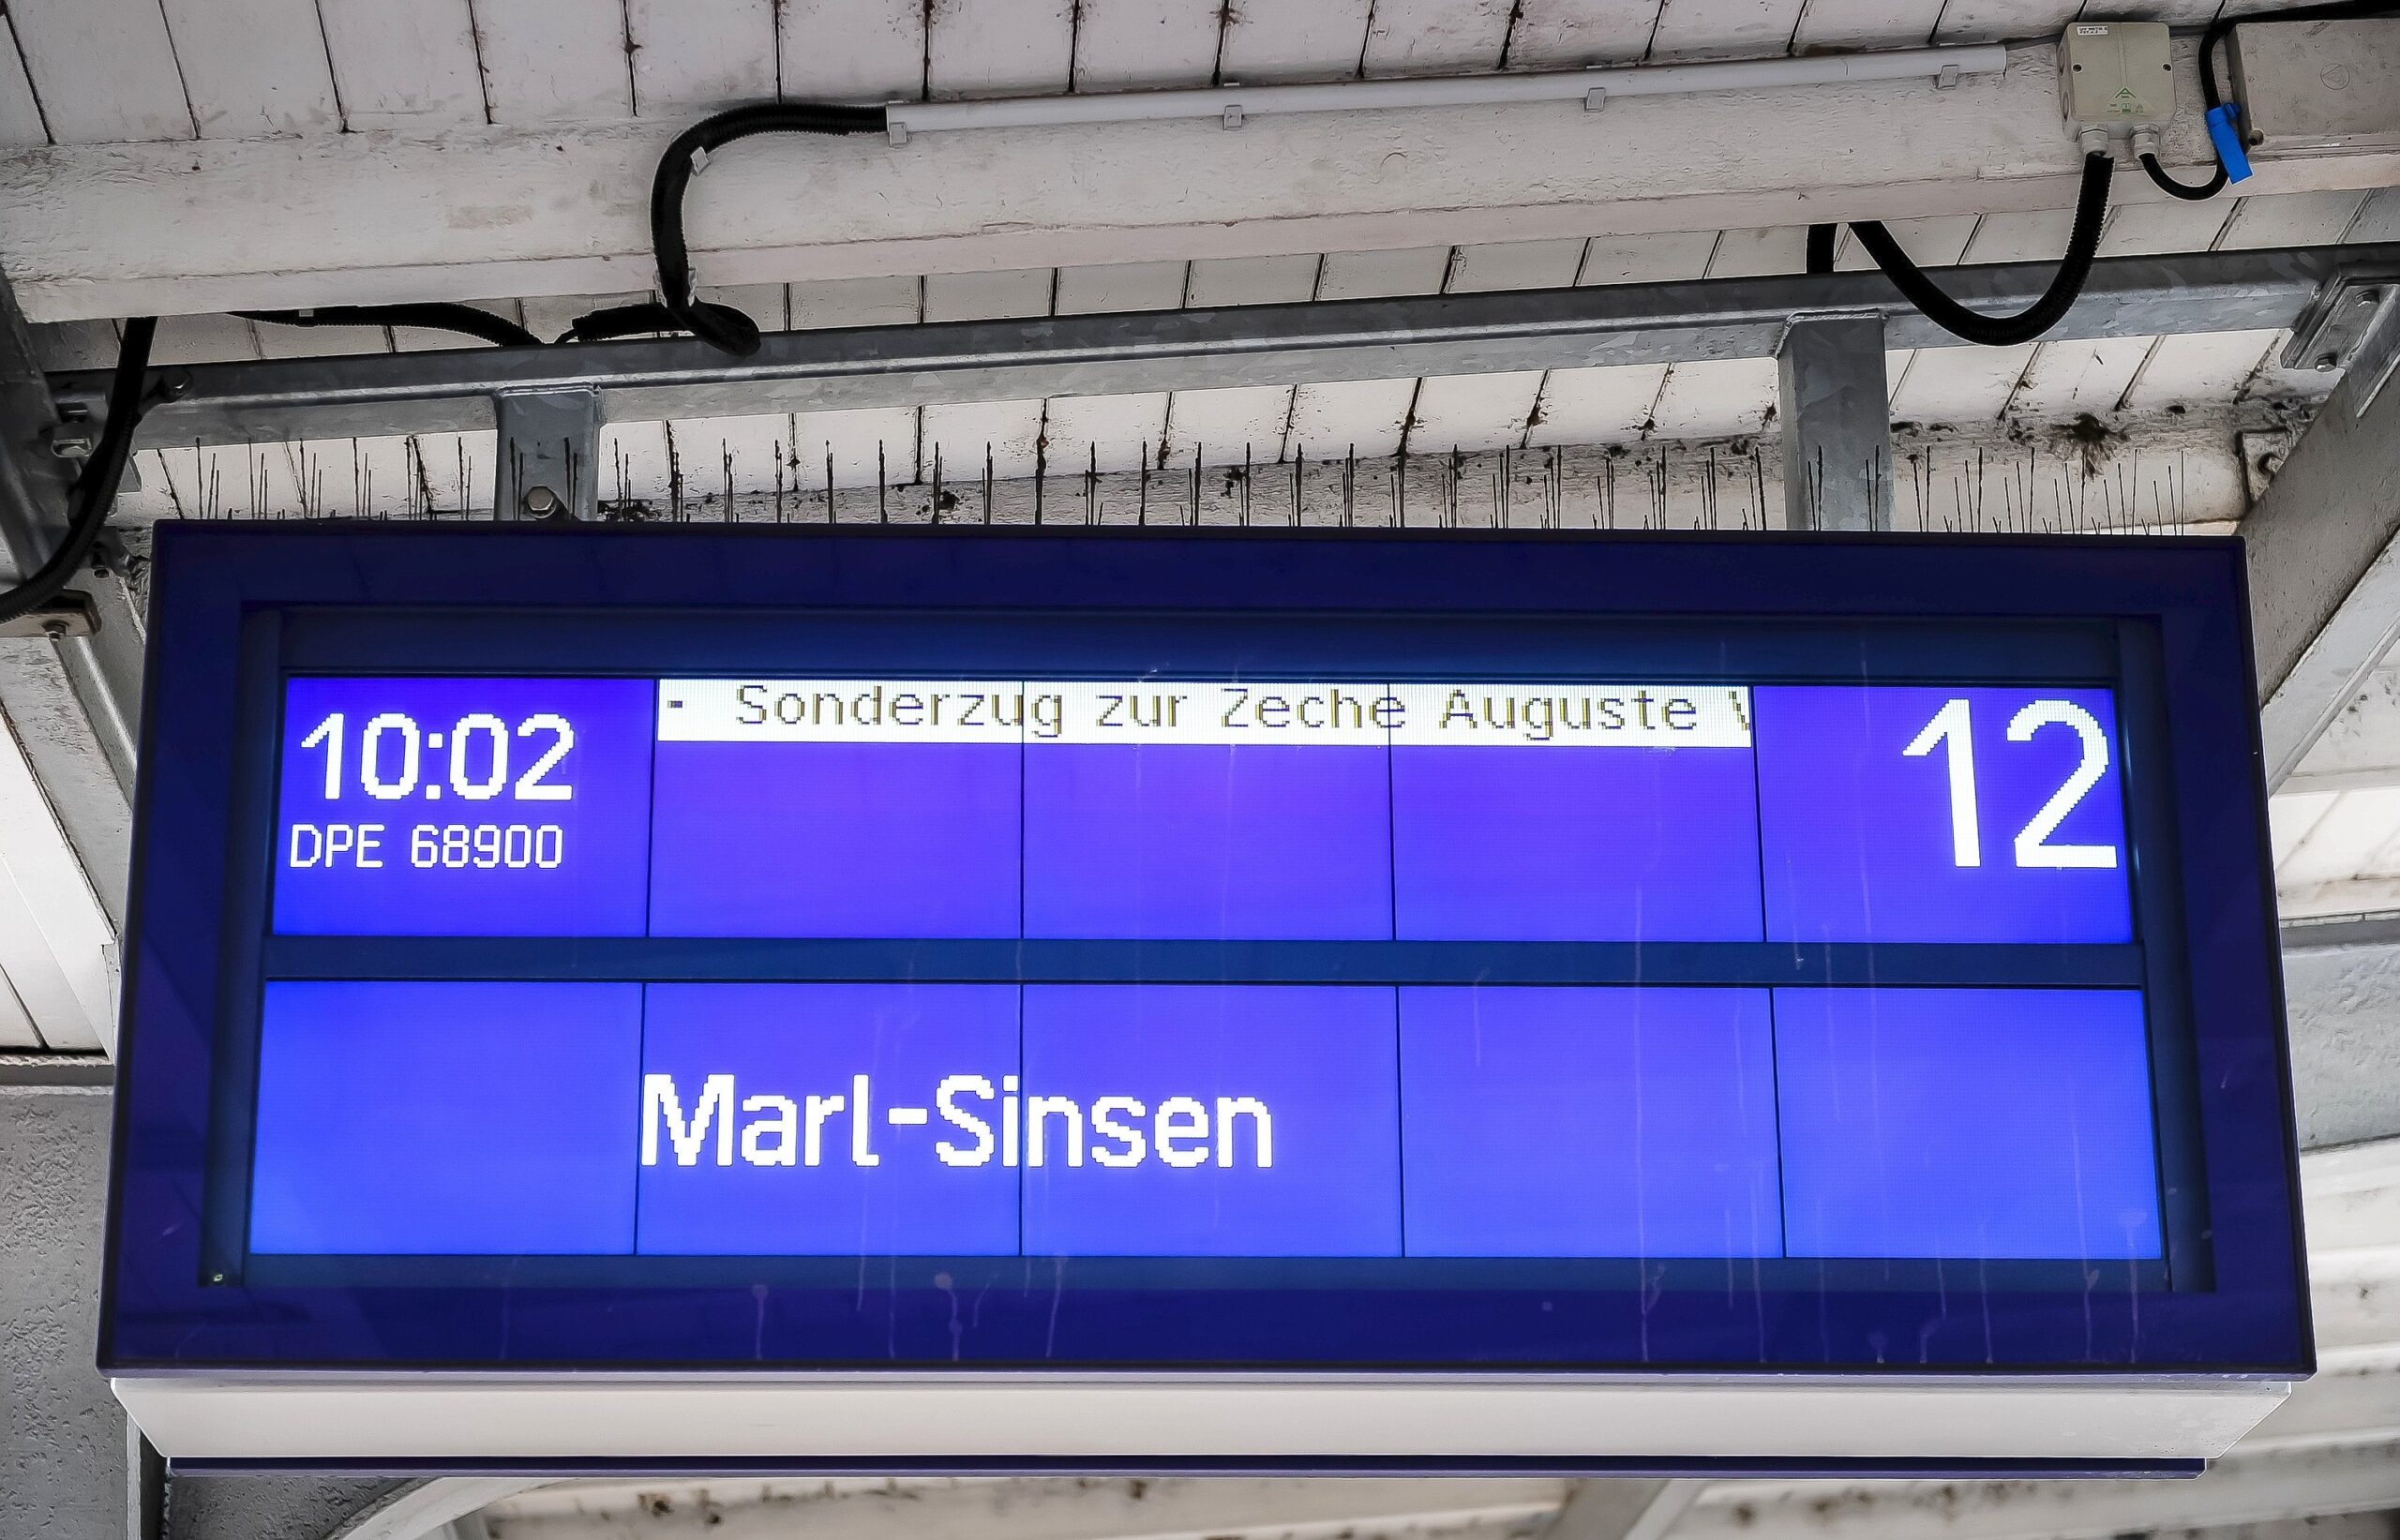 - Sonderzug zur Zeche Auguste
10:02
12
DPE 68900
Marl-Sinsen